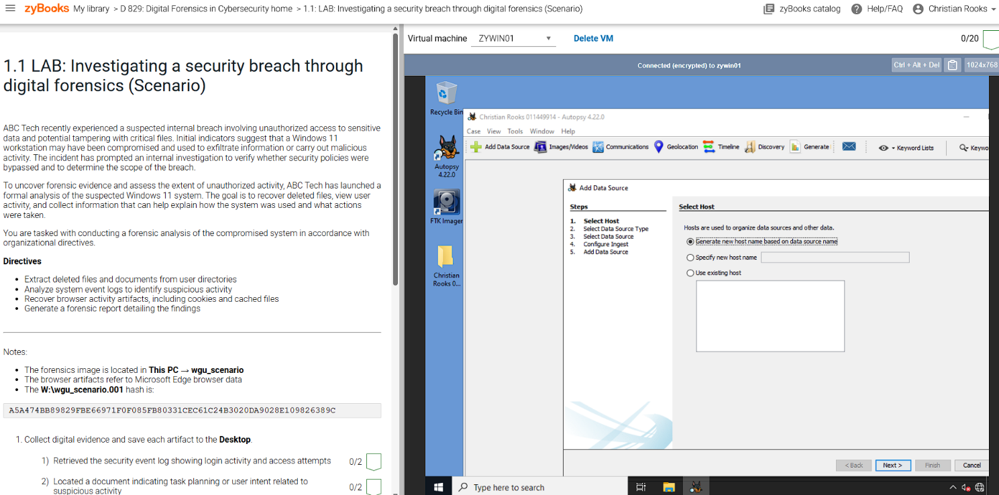 zyBooks My library > D 829: Digital Forensics in Cybersecurity home > 1.1: LAB: Investigating a security breach through digital forensics (Scenario)
zyBooks catalog
Help/FAQ
Christian Rooks
1.1 LAB: Investigating a security breach through
digital forensics (Scenario)
ABC Tech recently experienced a suspected internal breach involving unauthorized access to sensitive
data and potential tampering with critical files. Initial indicators suggest that a Windows 11
workstation may have been compromised and used to exfiltrate information or carry out malicious
activity. The incident has prompted an internal investigation to verify whether security policies were
bypassed and to determine the scope of the breach.
To uncover forensic evidence and assess the extent of unauthorized activity, ABC Tech has launched a
formal analysis of the suspected Windows 11 system. The goal is to recover deleted files, view user
activity, and collect information that can help explain how the system was used and what actions
were taken.
You are tasked with conducting a forensic analysis of the compromised system in accordance with
organizational directives.
Directives
• Extract deleted files and documents from user directories
• Analyze system event logs to identify suspicious activity
• Recover browser activity artifacts, including cookies and cached files
• Generate a forensic report detailing the findings
Notes:
• The forensics image is located in This PC → wgu_scenario
• The browser artifacts refer to Microsoft Edge browser data
• The W:\wgu_scenario.001 hash is:
A5A474BB89829FBE66971F0F085FB80331CEC61C24B3020DA9028E109826389C
1. Collect digital evidence and save each artifact to the Desktop.
1) Retrieved the security event log showing login activity and access attempts 0/2
2) Located a document indicating task planning or user intent related to
suspicious activity 0/2
Virtual machine ZYWIN01 Delete VM 0/20
Connected (encrypted) to zywin01
Ctrl + Alt + Del
1024x768
Recycle Bin
Autopsy
4.22.0
FTK Imager
Christian
Rooks 0...
Christian Rooks 011449914 - Autopsy 4.22.0
Case View Tools Window Help
Add Data Source Images/Videos Communications Geolocation Timeline Discovery Generate Keyword Lists Keywo
Add Data Source
Steps
1. Select Host
2. Select Data Source Type
3. Select Data Source
4. Configure Ingest
5. Add Data Source
Select Host
Hosts are used to organize data sources and other data.
Generate new host name based on data source name
Specify new host name
Use existing host
< Back Next > Finish Cancel
Type here to search